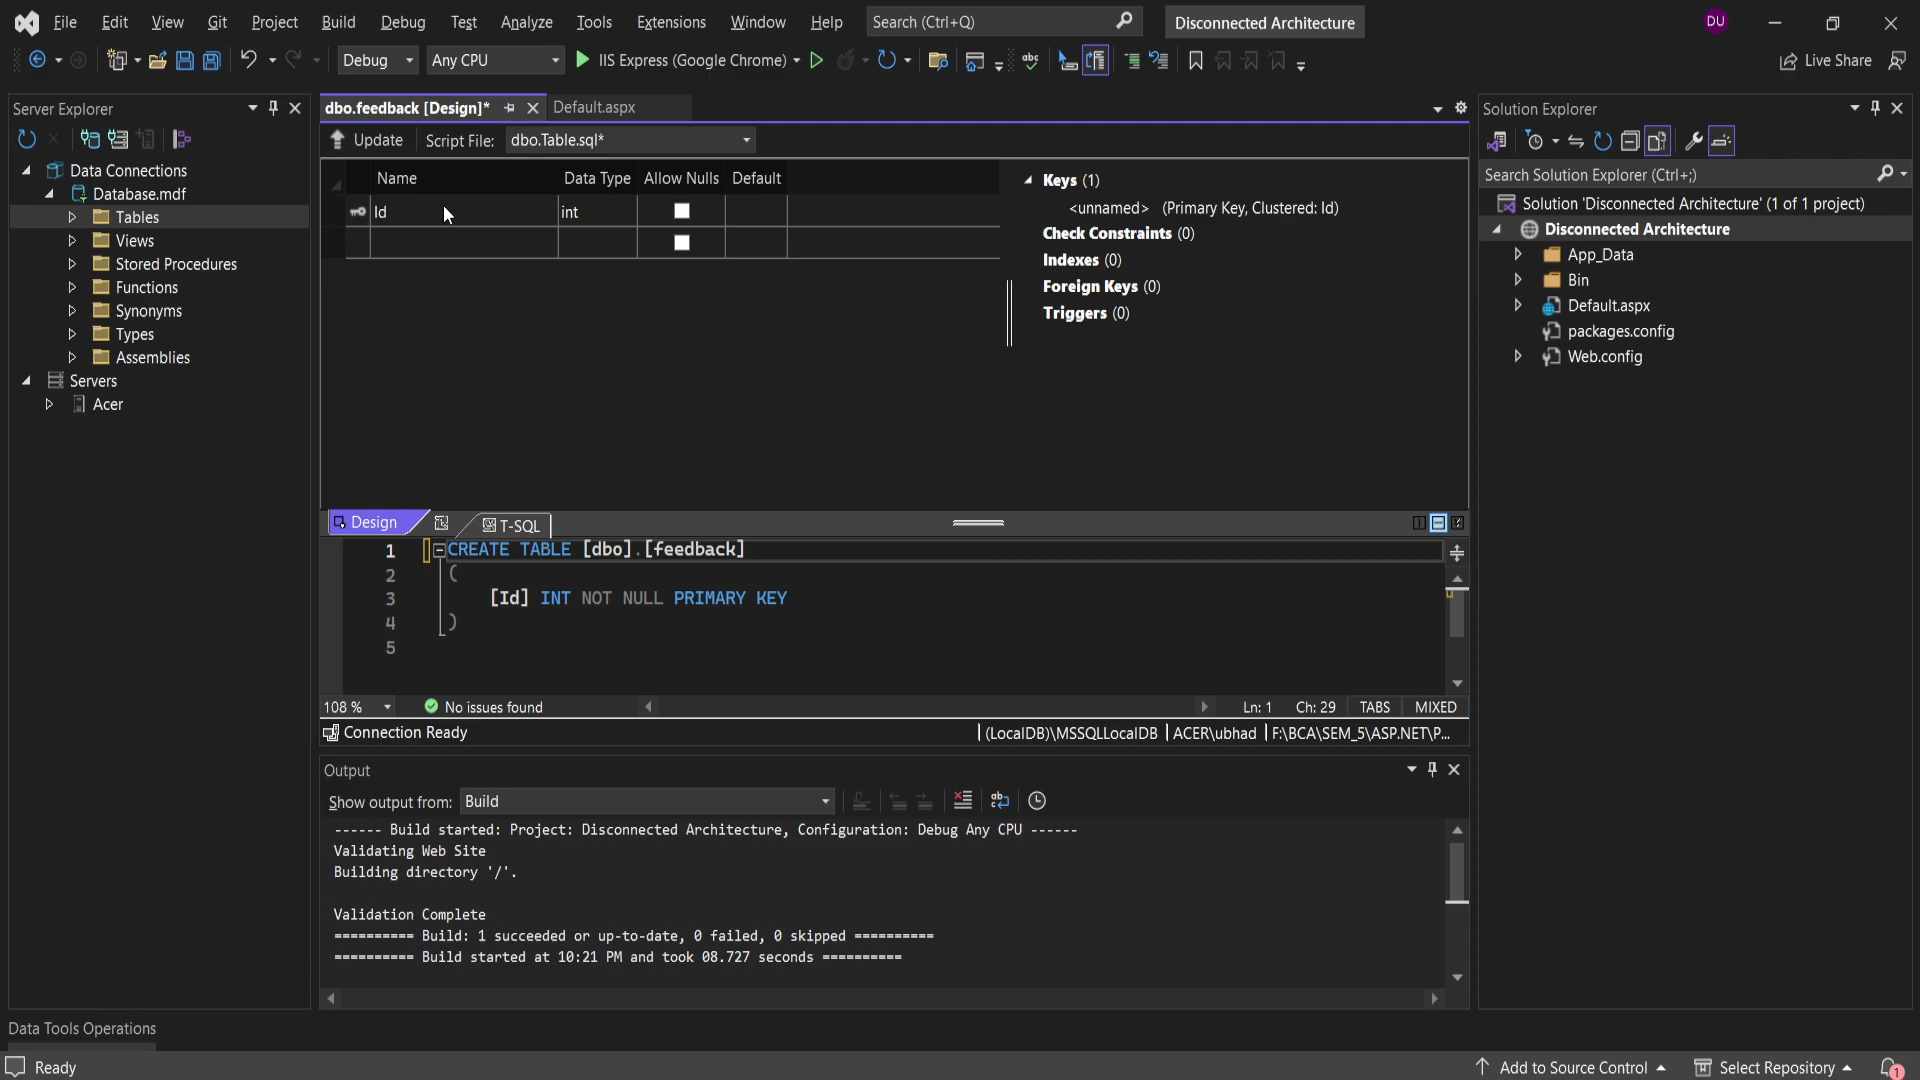 File Edit View Git Project Build Debug Test Analyze Tools Extensions Window Help Search (Ctrl+Q) Disconnected Architecture DU
Debug Any CPU IIS Express (Google Chrome) Live Share
Server Explorer
Data Connections
Database.mdf
Tables
Views
Stored Procedures
Functions
Synonyms
Types
Assemblies
Servers
Acer
dbo.feedback [Design]* Default.aspx
Update Script File: dbo.Table.sql*
Name Data Type Allow Nulls Default
Id int
Keys (1)
<unnamed> (Primary Key, Clustered: Id)
Check Constraints (0)
Indexes (0)
Foreign Keys (0)
Triggers (0)
Design T-SQL
1 CREATE TABLE [dbo].[feedback]
2 (
3 [Id] INT NOT NULL PRIMARY KEY
4 )
5
108 % No issues found Ln: 1 Ch: 29 TABS MIXED
Connection Ready (LocalDB)\MSSQLLocalDB ACER\ubhad F:\BCA\SEM_5\ASP.NET\P...
Output
Show output from: Build
------ Build started: Project: Disconnected Architecture, Configuration: Debug Any CPU ------
Validating Web Site
Building directory '/'.
Validation Complete
========== Build: 1 succeeded or up-to-date, 0 failed, 0 skipped ==========
========== Build started at 10:21 PM and took 08.727 seconds ==========
Solution Explorer
Search Solution Explorer (Ctrl+;)
Solution 'Disconnected Architecture' (1 of 1 project)
Disconnected Architecture
App_Data
Bin
Default.aspx
packages.config
Web.config
Data Tools Operations
Ready Add to Source Control Select Repository 1